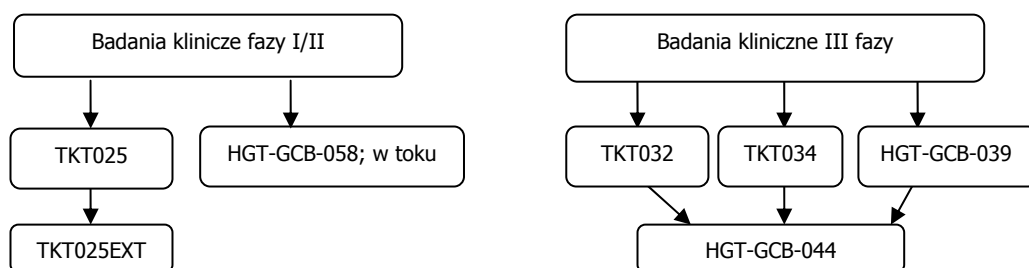 Badania klinicze fazy I/II
Badania kliniczne III fazy
TKT025
HGT-GCB-058; w toku
TKT032
TKT034
HGT-GCB-039
TKT025EXT
HGT-GCB-044